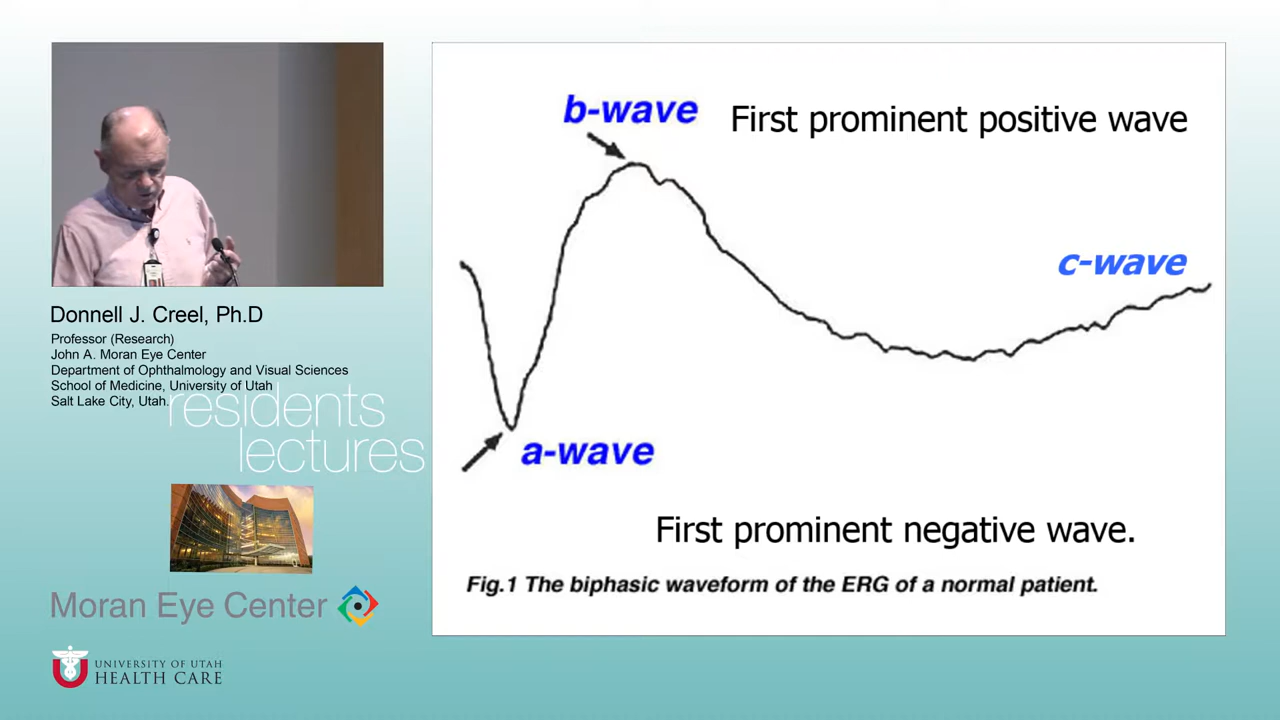 Donnell J. Creel, Ph.D
Professor (Research)
John A. Moran Eye Center
Department of Ophthalmology and Visual Sciences
School of Medicine, University of Utah
Salt Lake City, Utah.
residents
lectures
Moran Eye Center
UNIVERSITY OF UTAH
HEALTH CARE
b-wave
First prominent positive wave
c-wave
a-wave
First prominent negative wave.
Fig.1 The biphasic waveform of the ERG of a normal patient.